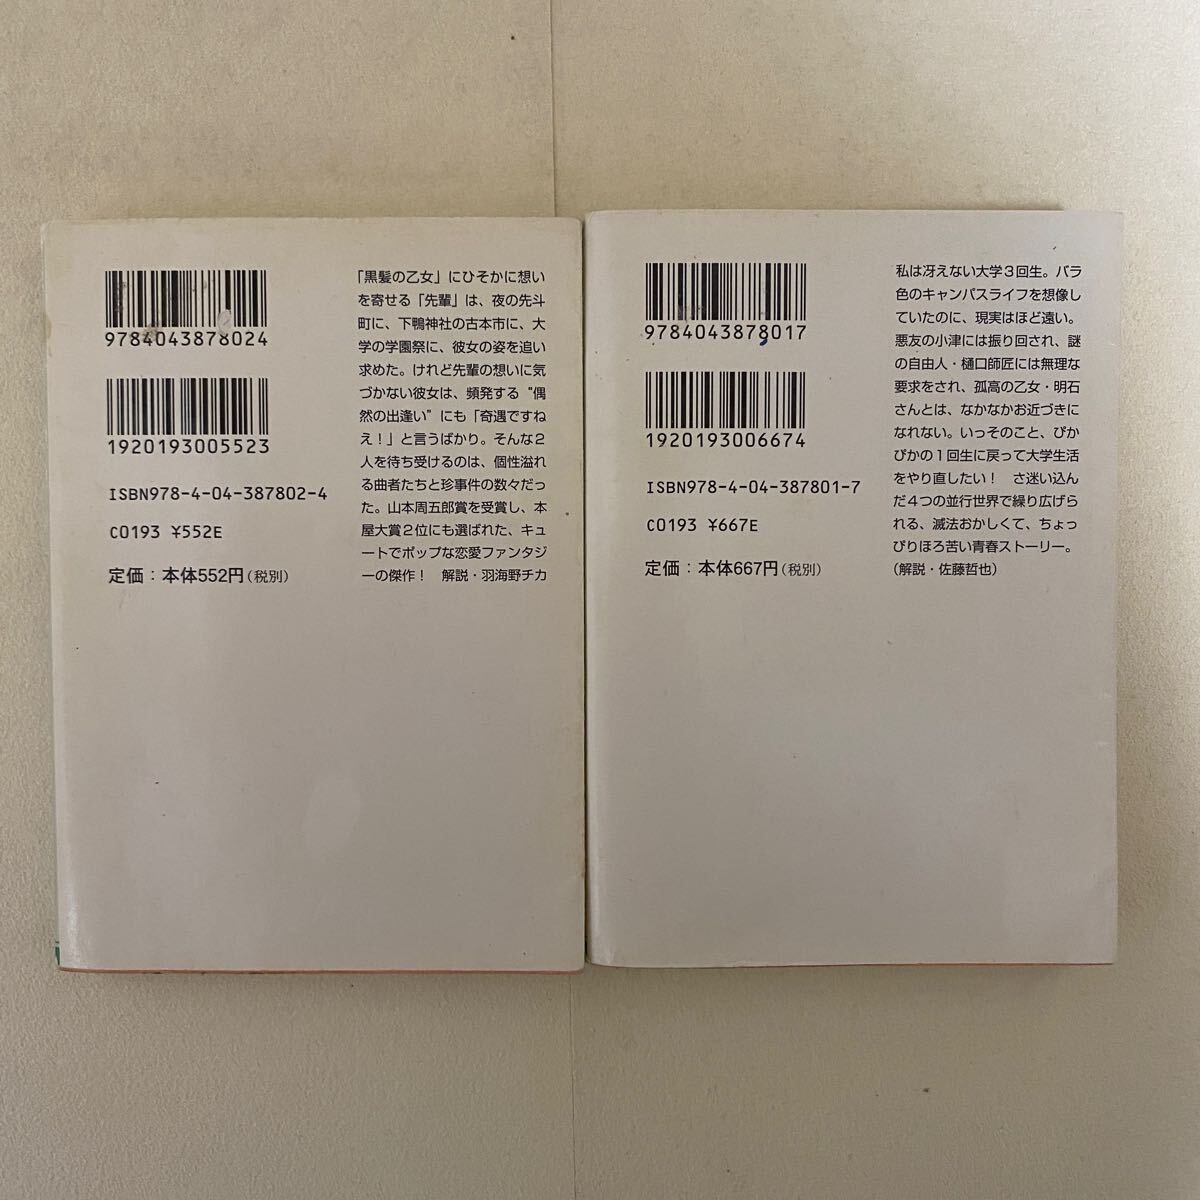 9784043878024
1920193005523
ISBN978-4-04-387802-4
C0193 ¥552E
定価：本体552円(税別)
「黒髪の乙女」にひそかに想い
を寄せる「先輩」は、夜の先斗
町に、下鴨神社の古本市に、大
学の学園祭に、彼女の姿を追い
求めた。けれど先輩の想いに気
づかない彼女は、頻発する“偶
然の出逢い”にも「奇遇ですね
え！」と言うばかり。そんな２
人を待ち受けるのは、個性溢れ
る曲者たちと珍事件の数々だっ
た。山本周五郎賞を受賞し、本
屋大賞２位にも選ばれた、キュ
ートでポップな恋愛ファンタジ
ーの傑作！　解説・羽海野チカ
9784043878017
1920193006674
ISBN978-4-04-387801-7
C0193 ¥667E
定価：本体667円(税別)
私は冴えない大学３回生。バラ
色のキャンパスライフを想像し
ていたのに、現実はほど遠い。
悪友の小津には振り回され、謎
の自由人・樋口師匠には無理な
要求をされ、孤高の乙女・明石
さんとは、なかなかお近づきに
なれない。いっそのこと、ぴか
ぴかの１回生に戻って大学生活
をやり直したい！　さ迷い込ん
だ４つの並行世界で繰り広げら
れる、滅法おかしくて、ちょっ
ぴりほろ苦い青春ストーリー。
（解説・佐藤哲也）